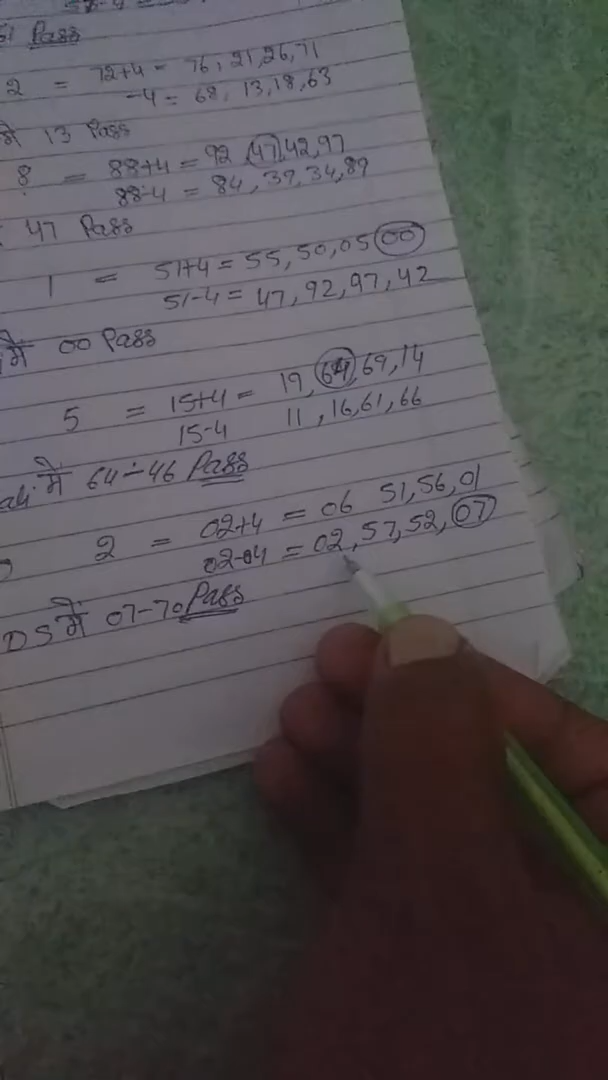 Pass
2 = 72+4 = 76, 21, 26, 71
-4 = 68, 13, 18, 63
में 13 Pass
8 = 88+4 = 92 47, 42, 97
88-4 = 84, 39, 34, 89
47 Pass
1 = 51+4 = 55, 50, 05 00
51-4 = 47, 92, 97, 42
में 00 Pass
5 = 15+4 = 19, 64, 69, 14
15-4 11, 16, 61, 66
में 64-46 Pass
2 = 02+4 = 06 51, 56, 01
02-04 = 02, 57, 52, 07
DS में 07-70 Pass